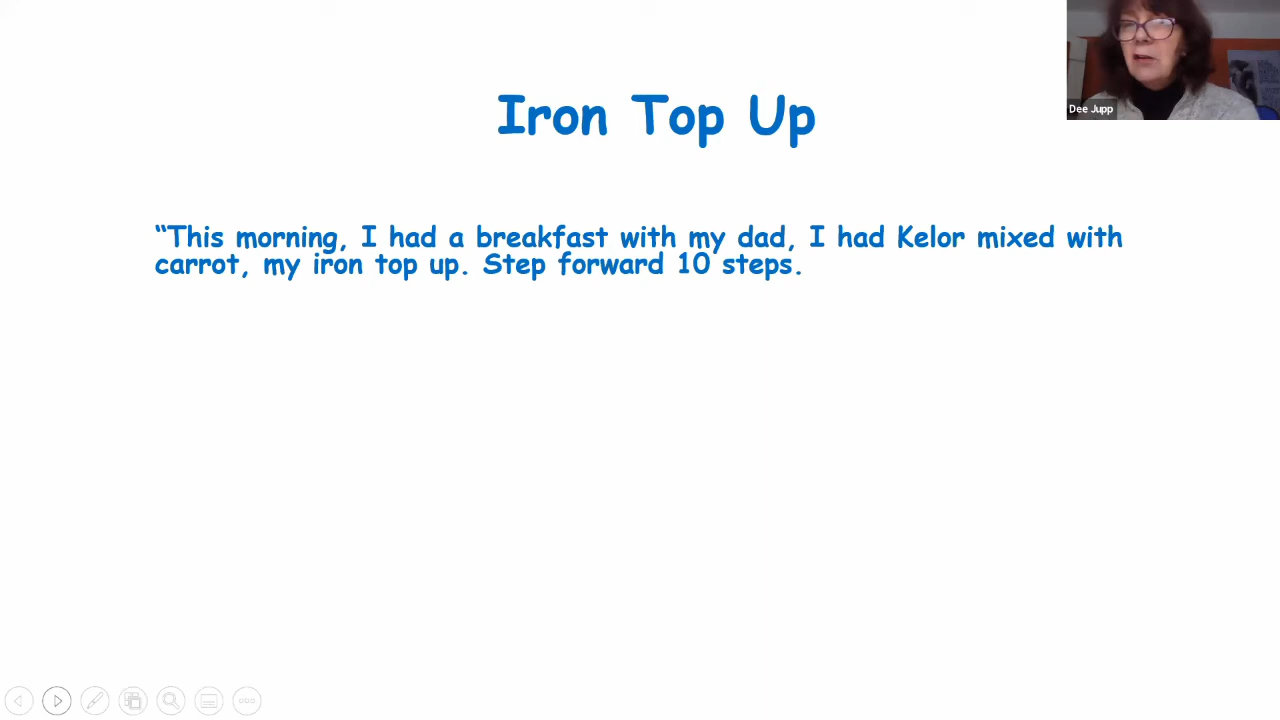 Iron Top Up
Dee Jupp
“This morning, I had a breakfast with my dad, I had Kelor mixed with
carrot, my iron top up. Step forward 10 steps.